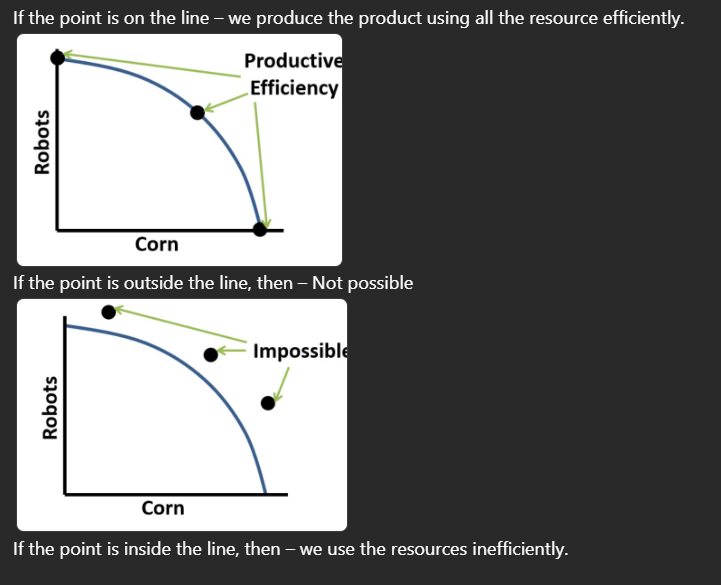 If the point is on the line – we produce the product using all the resource efficiently.
Productive
Efficiency
Robots
Corn
If the point is outside the line, then – Not possible
Impossible
Robots
Corn
If the point is inside the line, then – we use the resources inefficiently.